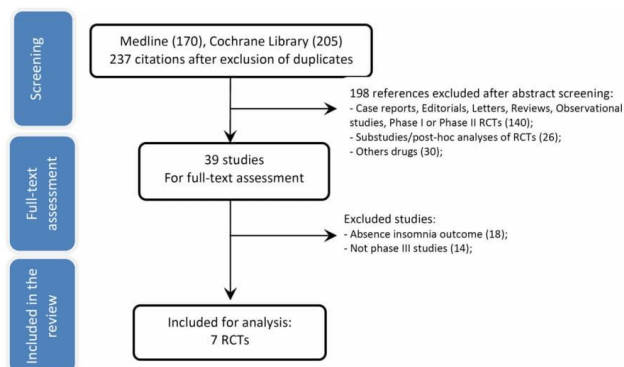 Screening
Medline (170), Cochrane Library (205)
237 citations after exclusion of duplicates
198 references excluded after abstract screening:
- Case reports, Editorials, Letters, Reviews, Observational
studies, Phase I or Phase II RCTs (140)
- Substudies/post-hoc analyses of RCTs (26);
- Others drugs (30);
Full-text
assessment
39 studies
For full-text assessment
Excluded studies:
- Absence insomnia outcome (18);
- Not phase III studies (14);
Included in the
review
Included for analysis:
7 RCTs